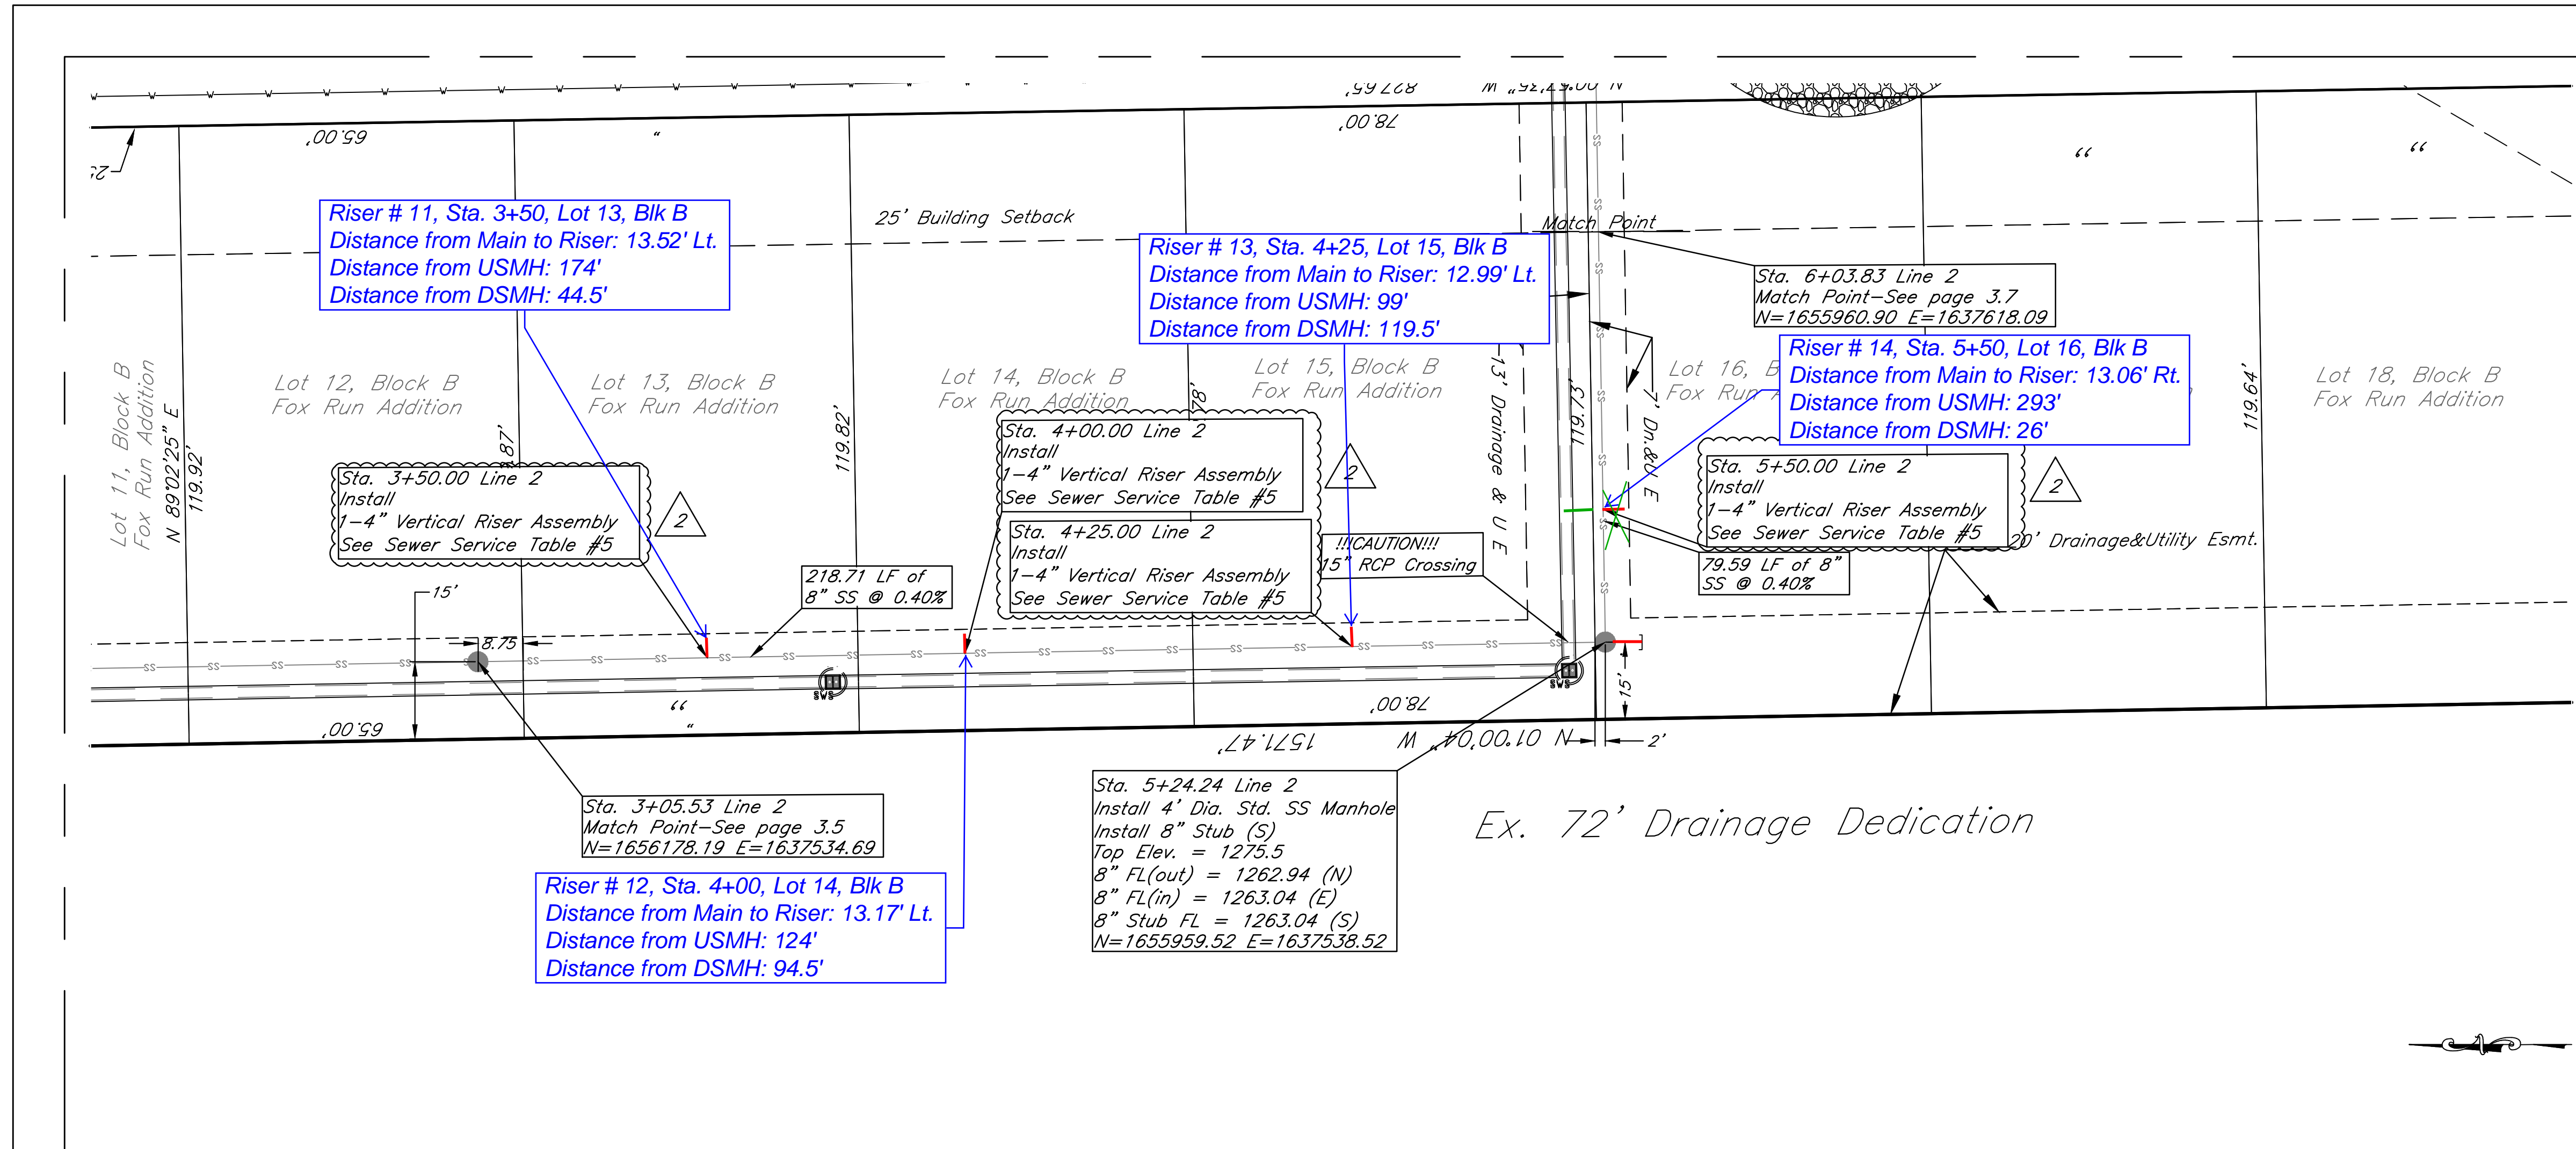 827.65'
N 00°57'35" W
65.00'
"
78.00'
"
"
25'
25' Building Setback
Match Point
Riser # 11, Sta. 3+50, Lot 13, Blk B
Distance from Main to Riser: 13.52' Lt.
Distance from USMH: 174'
Distance from DSMH: 44.5'
Riser # 13, Sta. 4+25, Lot 15, Blk B
Distance from Main to Riser: 12.99' Lt.
Distance from USMH: 99'
Distance from DSMH: 119.5'
Sta. 6+03.83 Line 2
Match Point-See page 3.7
N=1655960.90 E=1637618.09
Riser # 14, Sta. 5+50, Lot 16, Blk B
Distance from Main to Riser: 13.06' Rt.
Distance from USMH: 293'
Distance from DSMH: 26'
Lot 11, Block B
Fox Run Addition
N 89°02'25" E
119.92'
Lot 12, Block B
Fox Run Addition
Lot 13, Block B
Fox Run Addition
Lot 14, Block B
Fox Run Addition
Lot 15, Block B
Fox Run Addition
Lot 16, B
Fox Run
Lot 18, Block B
Fox Run Addition
.87'
119.82'
.78'
13' Drainage & U E
119.73'
7' Dn.&U E
119.64'
Sta. 3+50.00 Line 2
Install
1-4" Vertical Riser Assembly
See Sewer Service Table #5
2
Sta. 4+00.00 Line 2
Install
1-4" Vertical Riser Assembly
See Sewer Service Table #5
2
Sta. 4+25.00 Line 2
Install
1-4" Vertical Riser Assembly
See Sewer Service Table #5
!!!CAUTION!!!
15" RCP Crossing
Sta. 5+50.00 Line 2
Install
1-4" Vertical Riser Assembly
See Sewer Service Table #5
2
20' Drainage&Utility Esmt.
79.59 LF of 8"
SS @ 0.40%
218.71 LF of
8" SS @ 0.40%
15'
8.75
SWS
SWS
15'
65.00'
"
"
78.00'
1571.47'
N 01°00'04" W
2'
Sta. 3+05.53 Line 2
Match Point-See page 3.5
N=1656178.19 E=1637534.69
Sta. 5+24.24 Line 2
Install 4' Dia. Std. SS Manhole
Install 8" Stub (S)
Top Elev. = 1275.5
8" FL(out) = 1262.94 (N)
8" FL(in) = 1263.04 (E)
8" Stub FL = 1263.04 (S)
N=1655959.52 E=1637538.52
Ex. 72' Drainage Dedication
Riser # 12, Sta. 4+00, Lot 14, Blk B
Distance from Main to Riser: 13.17' Lt.
Distance from USMH: 124'
Distance from DSMH: 94.5'